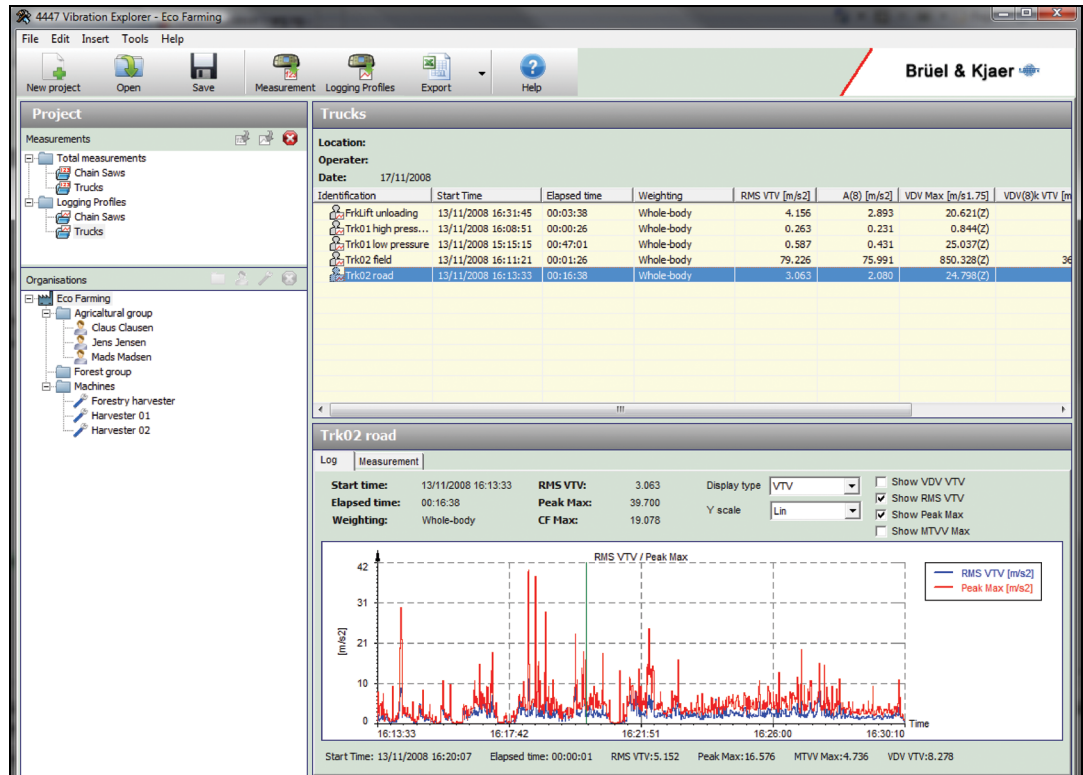 4447 Vibration Explorer - Eco Farming
File Edit Insert Tools Help
New project Open Save Measurement Logging Profiles Export Help
Brüel & Kjaer
Project
Measurements
Total measurements
Chain Saws
Trucks
Logging Profiles
Chain Saws
Trucks
Organisations
Eco Farming
Agricaltural group
Claus Clausen
Jens Jensen
Mads Madsen
Forest group
Machines
Forestry harvester
Harvester 01
Harvester 02
Trucks
Location:
Operater:
Date: 17/11/2008
Identification Start Time Elapsed time Weighting RMS VTV [m/s2] A(8) [m/s2] VDV Max [m/s1.75] VDV(8)k VTV [m
FrkLift unloading 13/11/2008 16:31:45 00:03:38 Whole-body 4.156 2.893 20.621(Z)
Trk01 high press... 13/11/2008 16:08:51 00:00:26 Whole-body 0.263 0.231 0.844(Z)
Trk01 low pressure 13/11/2008 15:15:15 00:47:01 Whole-body 0.587 0.431 25.037(Z)
Trk02 field 13/11/2008 16:11:21 00:01:26 Whole-body 79.226 75.991 850.328(Z) 36
Trk02 road 13/11/2008 16:13:33 00:16:38 Whole-body 3.063 2.080 24.798(Z)
Trk02 road
Log Measurement
Start time: 13/11/2008 16:13:33 RMS VTV: 3.063 Display type VTV Show VDV VTV
Elapsed time: 00:16:38 Peak Max: 39.700 Y scale Lin Show RMS VTV
Weighting: Whole-body CF Max: 19.078 Show Peak Max
Show MTVV Max
RMS VTV / Peak Max
[m/s2]
42
31
21
10
0
16:13:33 16:17:42 16:21:51 16:26:00 16:30:10 Time
RMS VTV [m/s2]
Peak Max [m/s2]
Start Time: 13/11/2008 16:20:07 Elapsed time: 00:00:01 RMS VTV:5.152 Peak Max:16.576 MTVV Max:4.736 VDV VTV:8.278